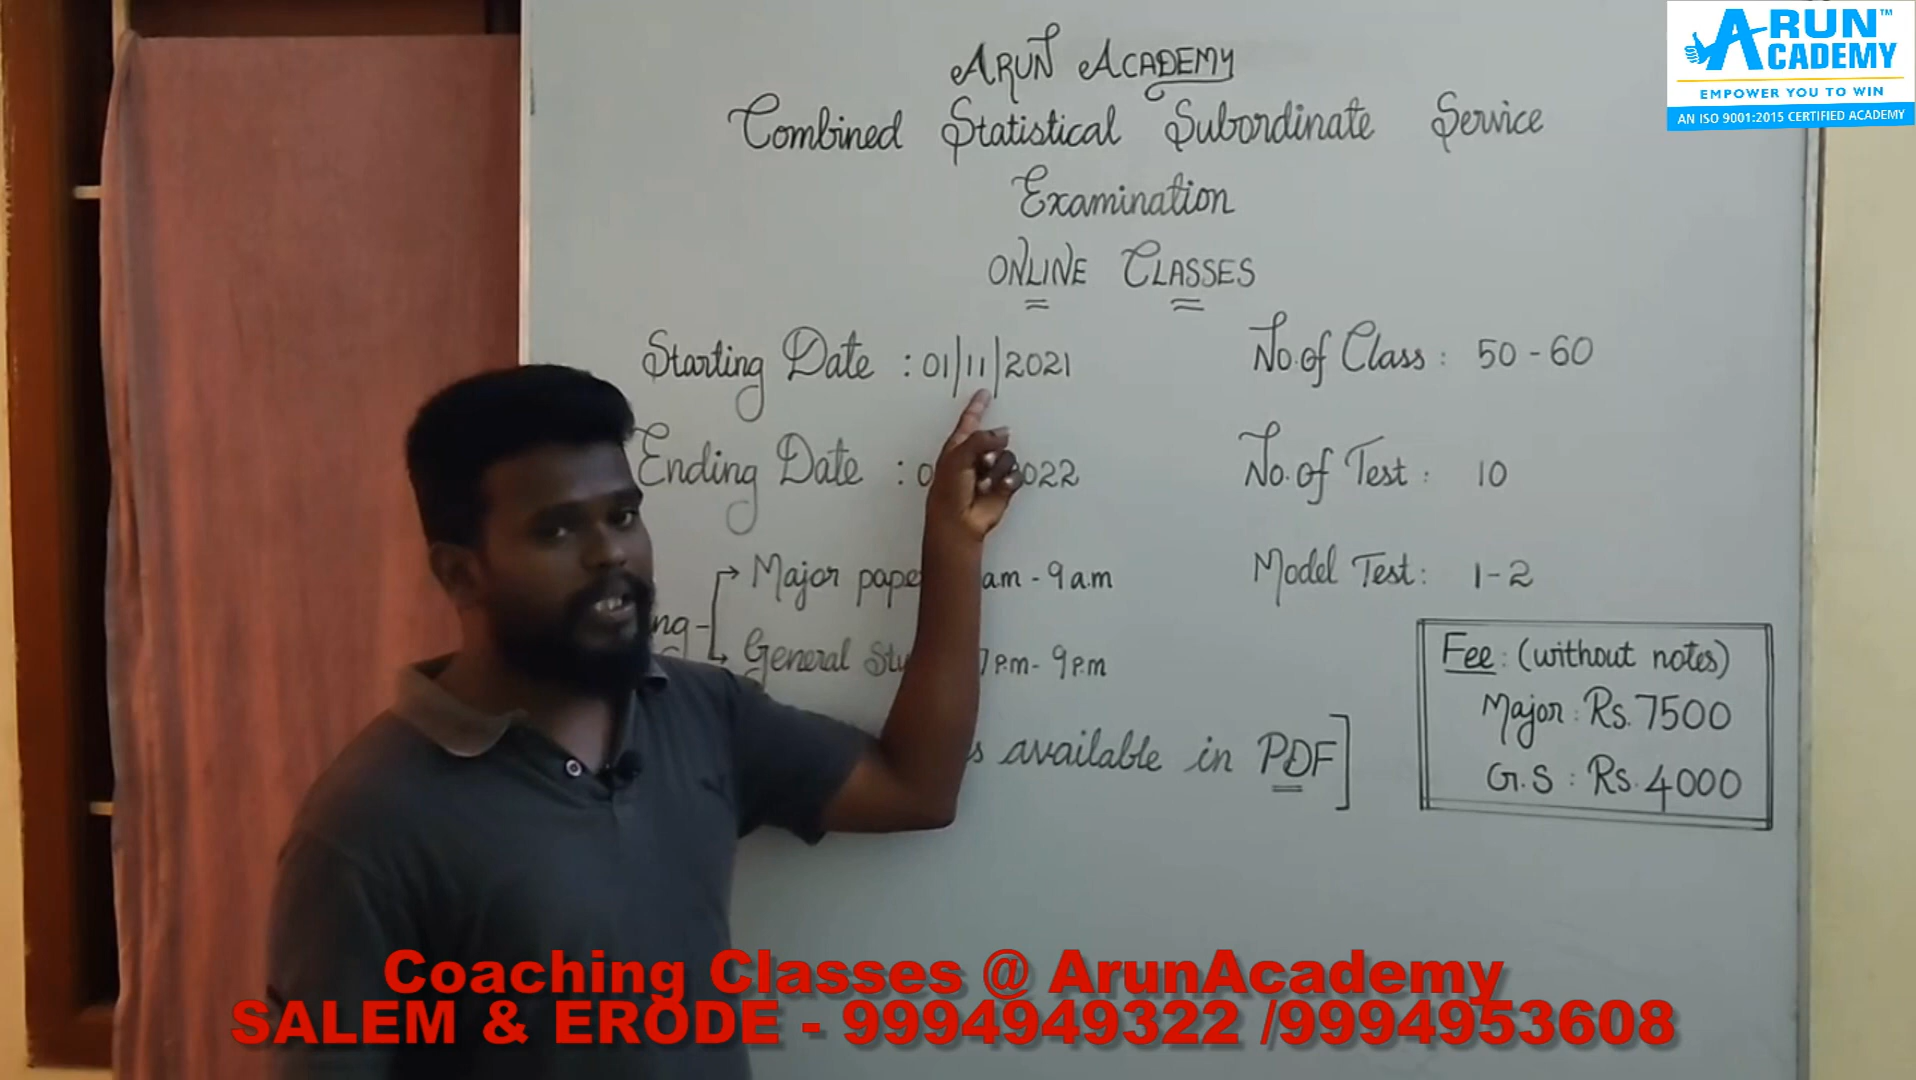 ARUN ACADEMY
Combined Statistical Subordinate Service
Examination
ONLINE CLASSES
Starting Date : 01/11/2021
No. of Class : 50 - 60
Ending Date :
No. of Test : 10
Major am - 9 a.m
Model Test : 1 - 2
General 7 P.m - 9 P.m
available in PDF]
Fee : (without notes)
Major : Rs. 7500
G.S : Rs. 4000
ARUN™
ACADEMY
EMPOWER YOU TO WIN
AN ISO 9001:2015 CERTIFIED ACADEMY
Coaching Classes @ ArunAcademy
SALEM & ERODE - 9994949322 /9994953608